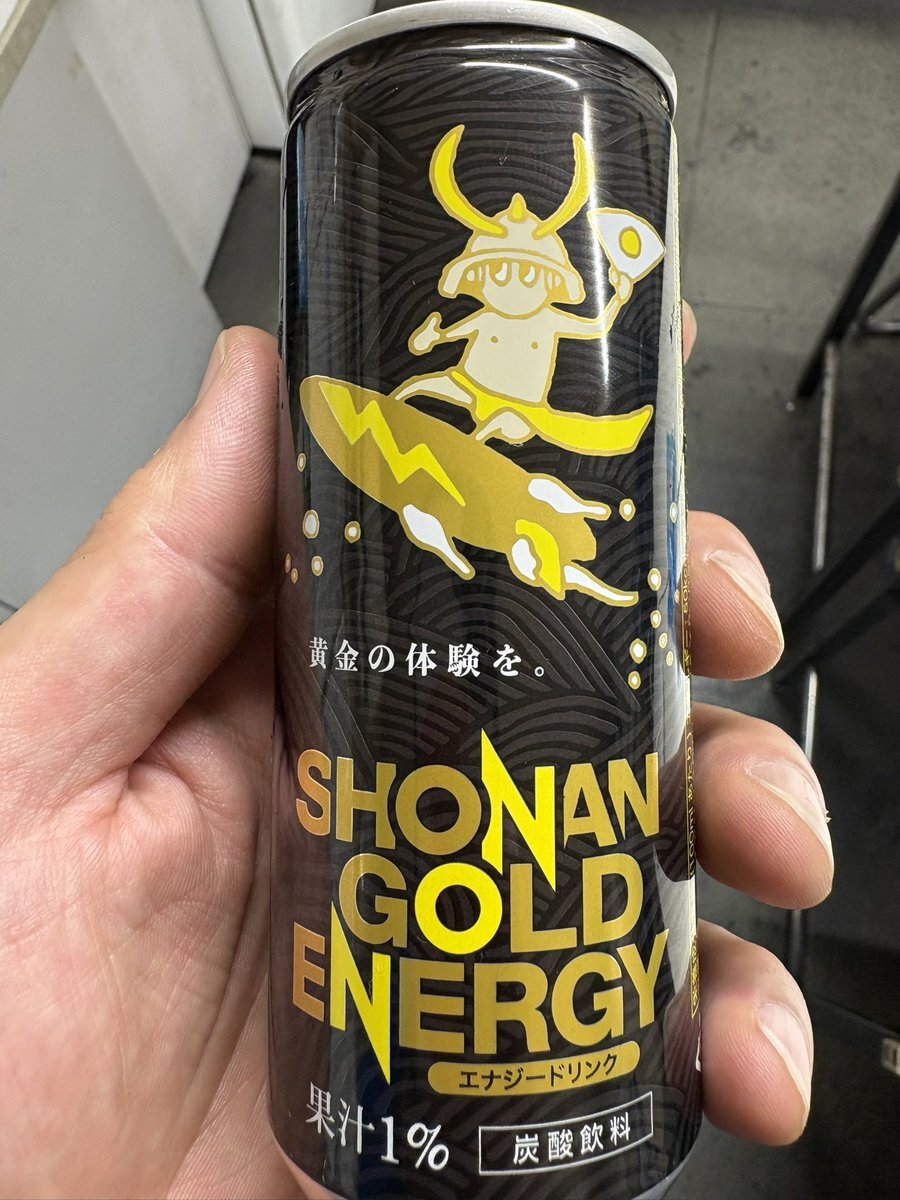 黄金の体験を。
SHONAN
GOLD
ENERGY
エナジードリンク
果汁1%
炭酸飲料